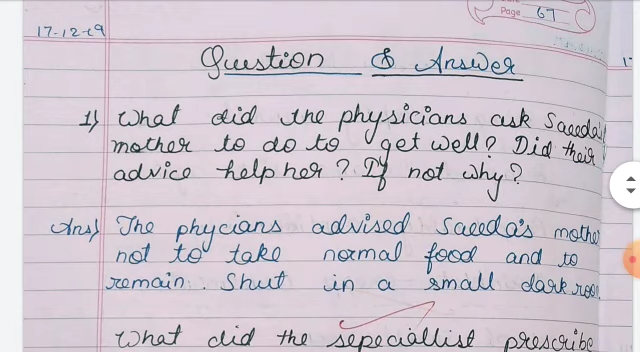 Page 67
17-12-19
Question & Answer
1) What did the physicians ask Saeeda's
mother to do to get well? Did their
advice help her? If not why?
Ans) The phycians advised Saeeda's mothe
not to take normal food and to
remain. Shut in a small dark room
What did the sepeciallist prescribe